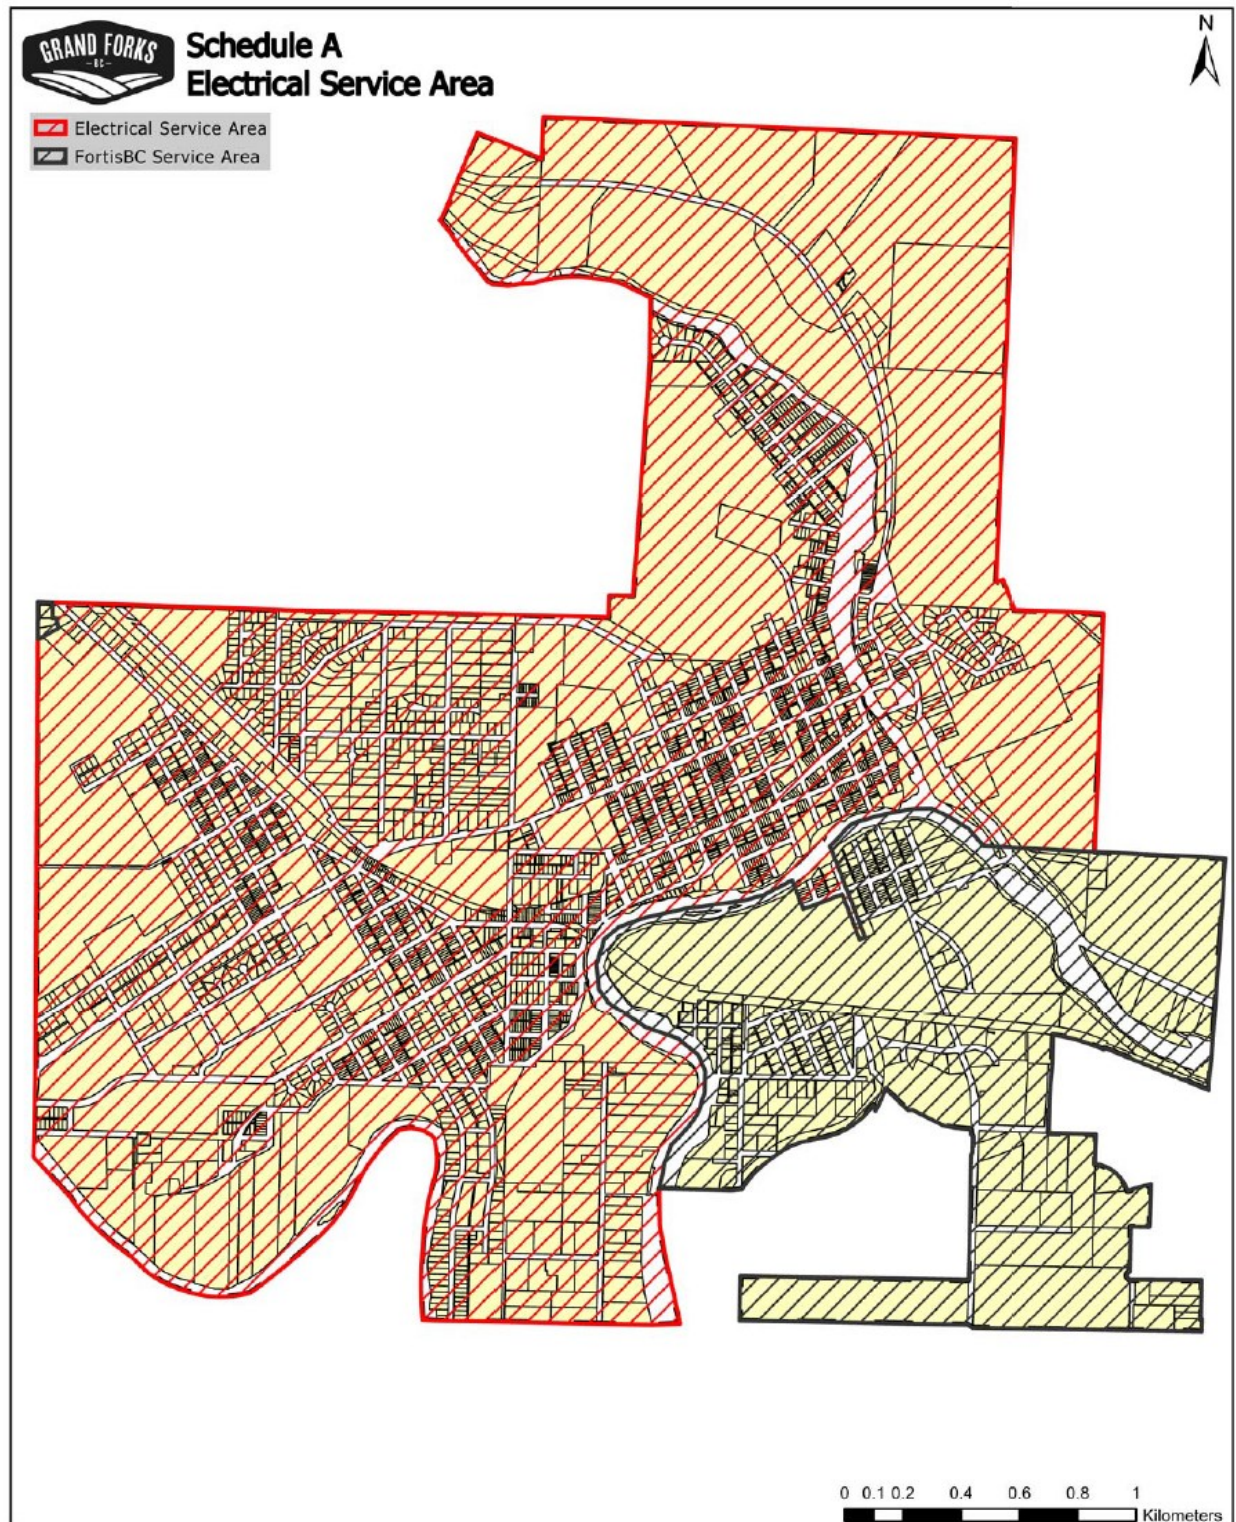 GRAND FORKS
BC
Schedule A
Electrical Service Area
N
Electrical Service Area
FortisBC Service Area
0 0.1 0.2 0.4 0.6 0.8 1
Kilometers